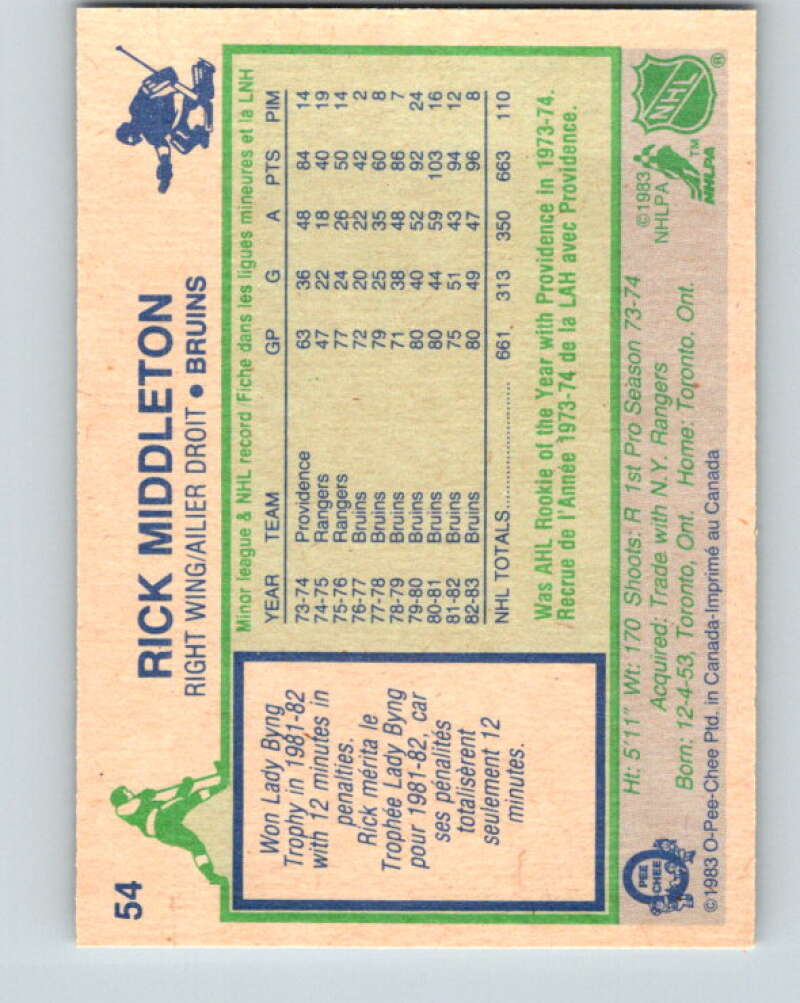 54
RICK MIDDLETON
RIGHT WING/AILIER DROIT • BRUINS
Won Lady Byng
Trophy in 1981-82
with 12 minutes in
penalties.
Rick mérita le
Trophée Lady Byng
pour 1981-82, car
ses pénalités
totalisèrent
seulement 12
minutes.
Minor league & NHL record/Fiche dans les ligues mineures et la LNH
YEAR TEAM GP G A PTS PIM
73-74 Providence 63 36 48 84 14
74-75 Rangers 47 22 18 40 19
75-76 Rangers 77 24 26 50 14
76-77 Bruins 72 20 22 42 2
77-78 Bruins 79 25 35 60 8
78-79 Bruins 71 38 48 86 7
79-80 Bruins 80 40 52 92 24
80-81 Bruins 80 44 59 103 16
81-82 Bruins 75 51 43 94 12
82-83 Bruins 80 49 47 96 8
NHL TOTALS.................. 661 313 350 663 110
Was AHL Rookie of the Year with Providence in 1973-74.
Recrue de l'Année 1973-74 de la LAH avec Providence.
Ht: 5'11" Wt: 170 Shoots: R 1st Pro Season 73-74
Acquired: Trade with N.Y. Rangers
Born: 12-4-53, Toronto, Ont. Home: Toronto, Ont.
©1983 O-Pee-Chee Ptd. in Canada-Imprimé au Canada
O
PEE
CHEE
©1983
NHLPA
NHLPA
TM
NHL
®